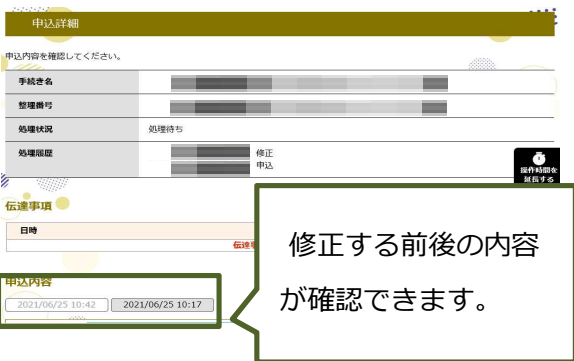 申込詳細
申込内容を確認してください。
手続き名
整理番号
処理状況 処理待ち
処理履歴 修正
申込
操作時間を
延長する
伝達事項
日時
伝達事
修正する前後の内容
が確認できます。
申込内容
2021/06/25 10:42 2021/06/25 10:17